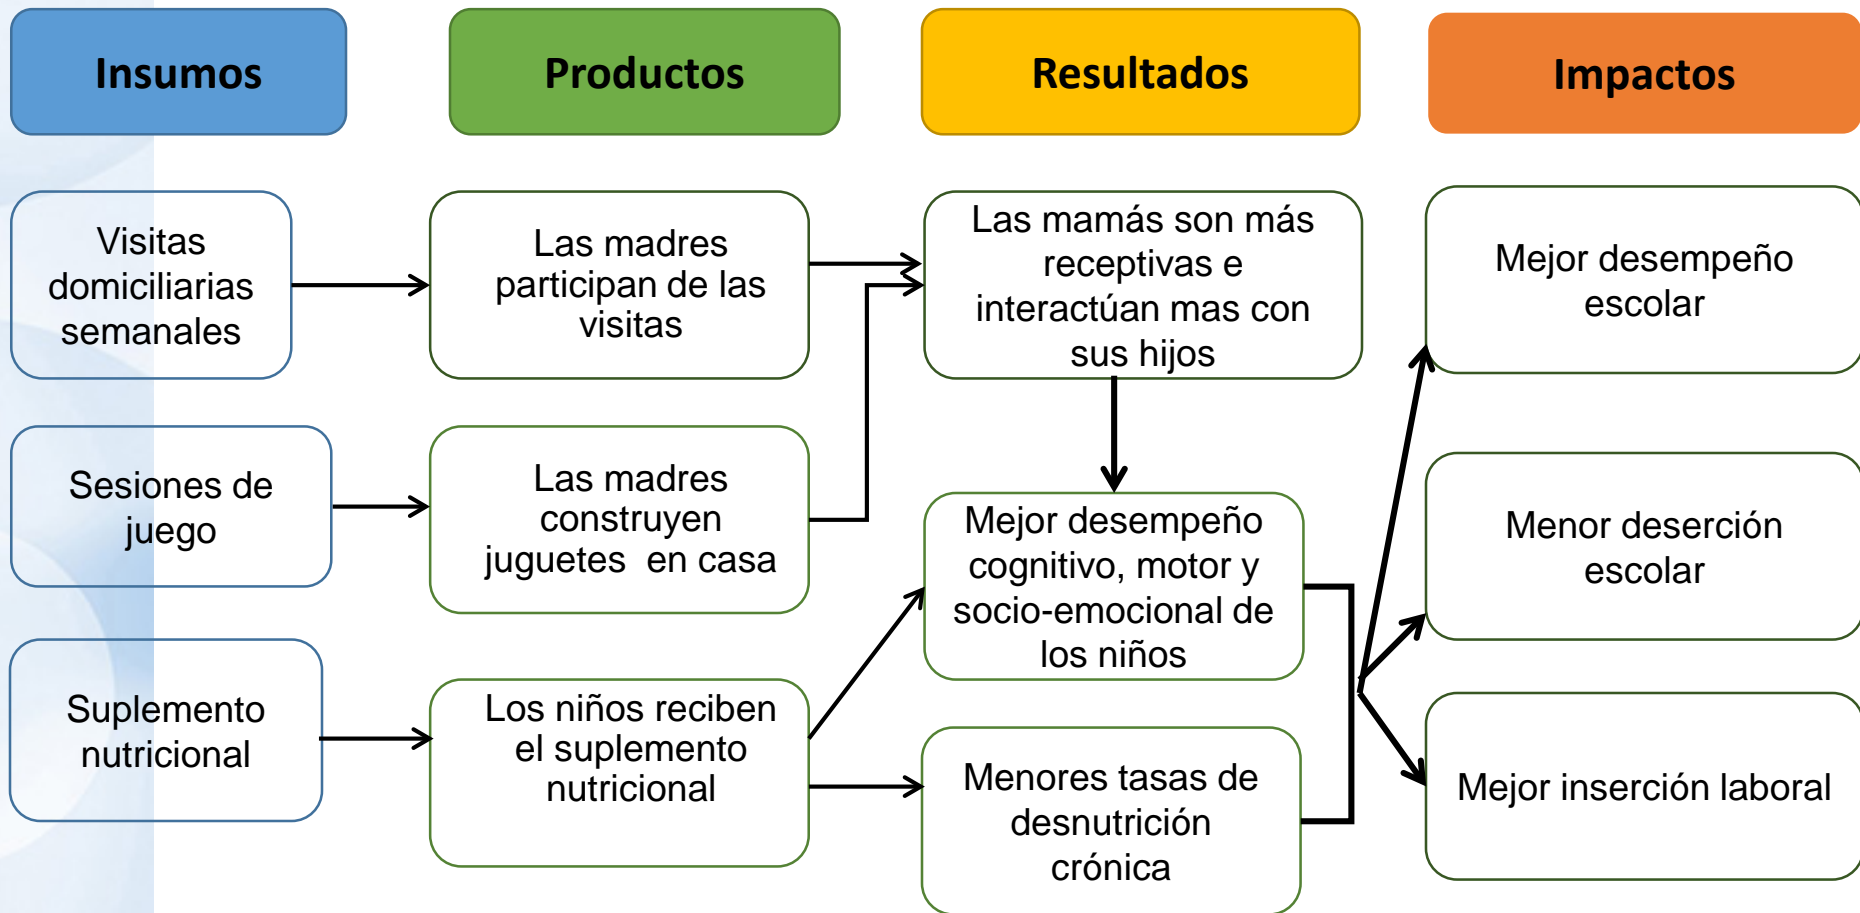 Insumos
Productos
Resultados
Impactos
Visitas
domiciliarias
semanales
Las madres
participan de las
visitas
Las mamás son más
receptivas e
interactúan mas con
sus hijos
Mejor desempeño
escolar
Sesiones de
juego
Las madres
construyen
juguetes en casa
Mejor desempeño
cognitivo, motor y
socio-emocional de
los niños
Menor deserción
escolar
Suplemento
nutricional
Los niños reciben
el suplemento
nutricional
Menores tasas de
desnutrición
crónica
Mejor inserción laboral